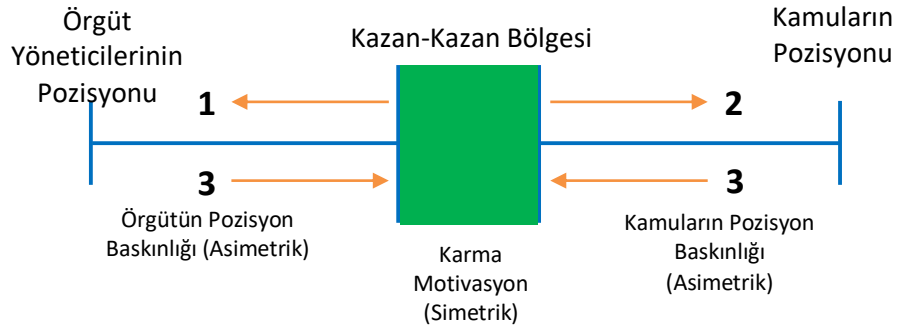 Örgüt
Yöneticilerinin
Pozisyonu
Kazan-Kazan Bölgesi
Kamuların
Pozisyonu
1
2
3
3
Örgütün Pozisyon
Baskınlığı (Asimetrik)
Karma
Motivasyon
(Simetrik)
Kamuların Pozisyon
Baskınlığı
(Asimetrik)